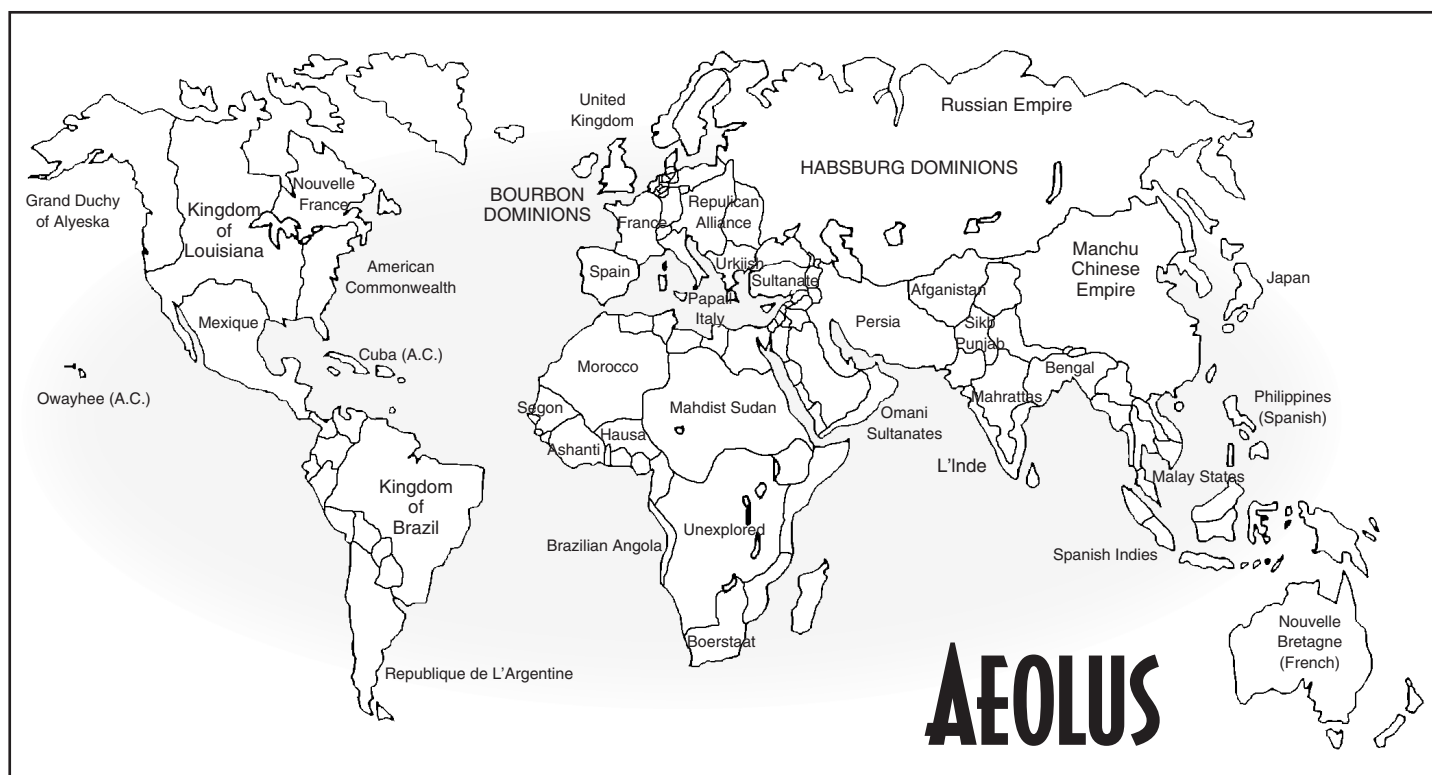 United
Kingdom
Russian Empire
HABSBURG DOMINIONS
BOURBON
DOMINIONS
Grand Duchy
of Alyeska
Nouvelle
France
Kingdom
of
Louisiana
Repulican
Alliance
France
Manchu
Chinese
Empire
American
Commonwealth
Spain
Urkiish
Sultanate
Japan
Afganistan
Papall
Italy
Mexique
Persia
Sikb
Punjab
Cuba (A.C.)
Morocco
Bengal
Owayhee (A.C.)
Mahrattas
Philippines
(Spanish)
Segon
Mahdist Sudan
Omani
Sultanates
Hausa
Ashanti
L'Inde
Malay States
Kingdom
of
Brazil
Unexplored
Brazilian Angola
Spanish Indies
Nouvelle
Bretagne
(French)
Boerstaat
Republique de L'Argentine
AEOLUS